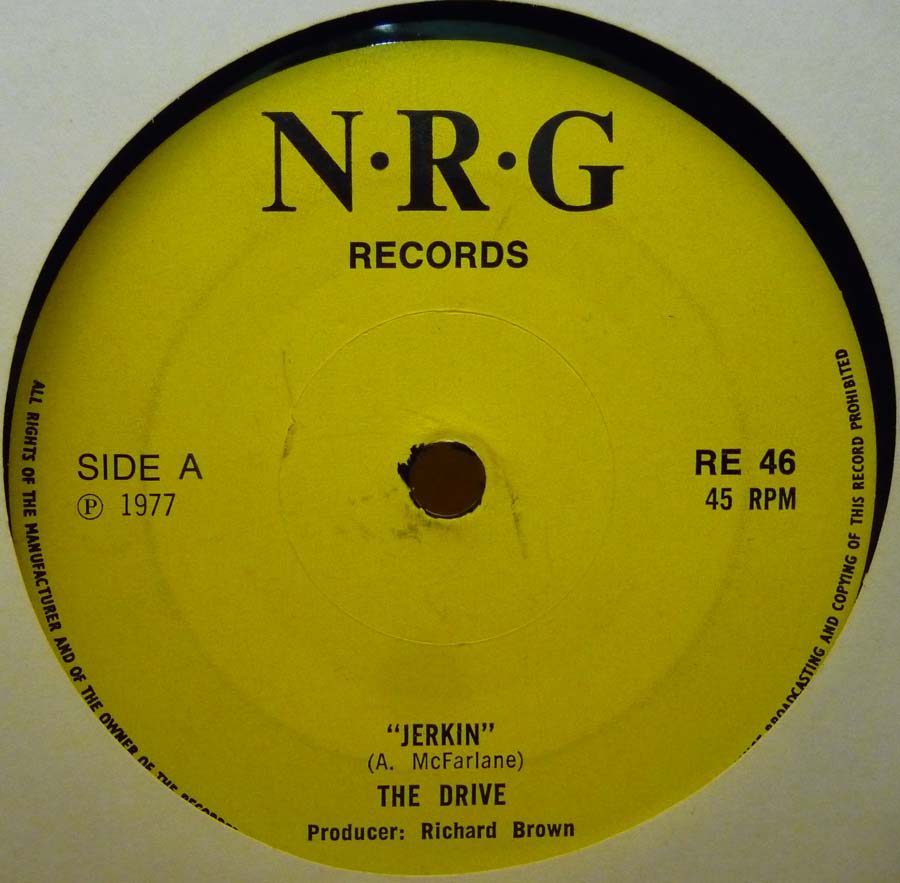 N·R·G
RECORDS
SIDE A
Ⓟ 1977
RE 46
45 RPM
"JERKIN"
(A. McFarlane)
THE DRIVE
Producer: Richard Brown
ALL RIGHTS OF THE MANUFACTURER AND OF THE OWNER OF THE RECORDED
BROADCASTING AND COPYING OF THIS RECORD PROHIBITED